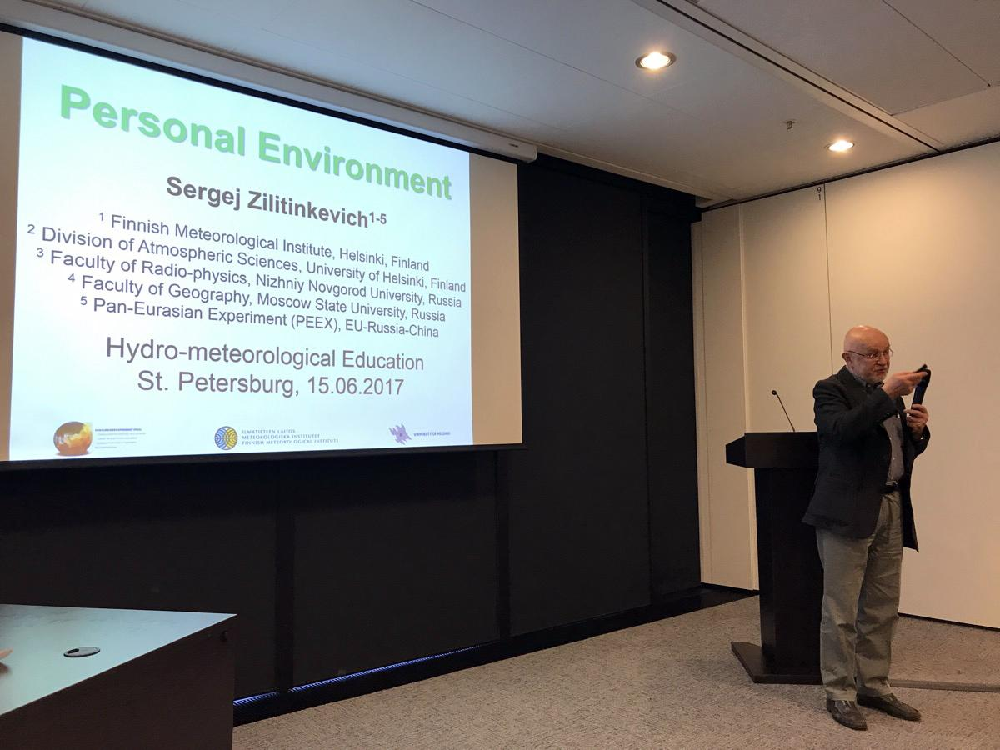 Personal Environment
Sergej Zilitinkevich¹⁻⁵
¹ Finnish Meteorological Institute, Helsinki, Finland
² Division of Atmospheric Sciences, University of Helsinki, Finland
³ Faculty of Radio-physics, Nizhniy Novgorod University, Russia
⁴ Faculty of Geography, Moscow State University, Russia
⁵ Pan-Eurasian Experiment (PEEX), EU-Russia-China
Hydro-meteorological Education
St. Petersburg, 15.06.2017
ILMATIETEEN LAITOS
METEOROLOGISKA INSTITUTET
FINNISH METEOROLOGICAL INSTITUTE
UNIVERSITY OF HELSINKI
9
1